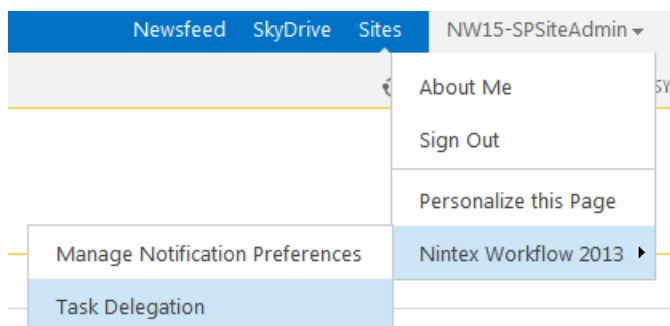 Newsfeed SkyDrive Sites NW15-SPSiteAdmin
About Me
SY
Sign Out
Personalize this Page
Nintex Workflow 2013
Manage Notification Preferences
Task Delegation